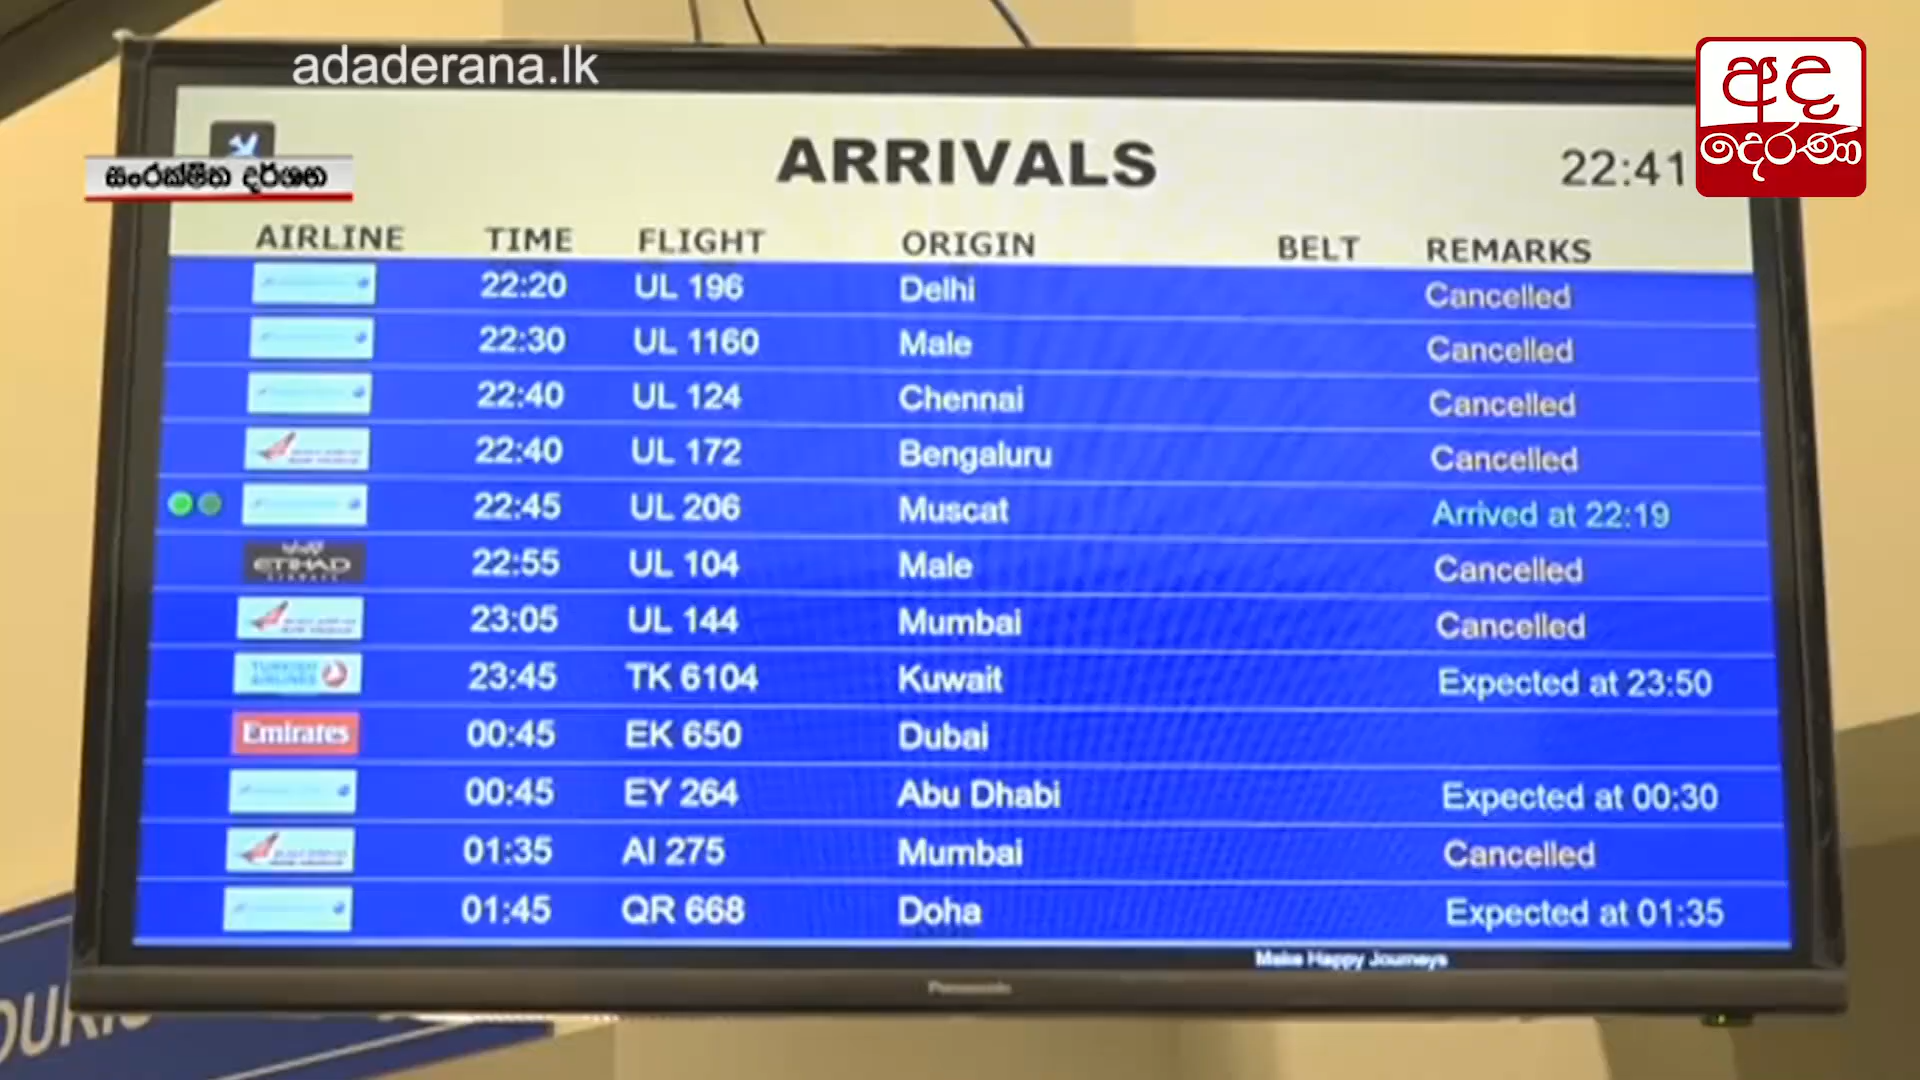 adaderana.lk
අද
දෙරණ
සංරක්ෂිත දර්ශන
ARRIVALS
22:41
AIRLINE TIME FLIGHT ORIGIN BELT REMARKS
22:20 UL 196 Delhi Cancelled
22:30 UL 1160 Male Cancelled
22:40 UL 124 Chennai Cancelled
22:40 UL 172 Bengaluru Cancelled
22:45 UL 206 Muscat Arrived at 22:19
ETIHAD 22:55 UL 104 Male Cancelled
23:05 UL 144 Mumbai Cancelled
TURKISH AIRLINES 23:45 TK 6104 Kuwait Expected at 23:50
Emirates 00:45 EK 650 Dubai
00:45 EY 264 Abu Dhabi Expected at 00:30
01:35 AI 275 Mumbai Cancelled
01:45 QR 668 Doha Expected at 01:35
Make Happy Journeys
Panasonic